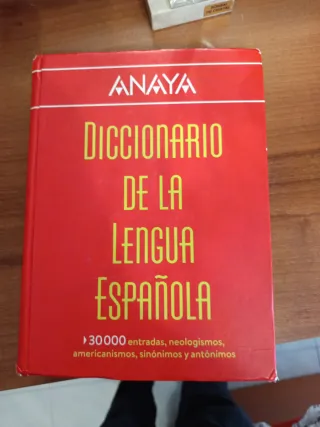 ANAYA
DICCIONARIO
DE LA
LENGUA
ESPAÑOLA
30000 entradas, neologismos,
americanismos, sinónimos y antónimos